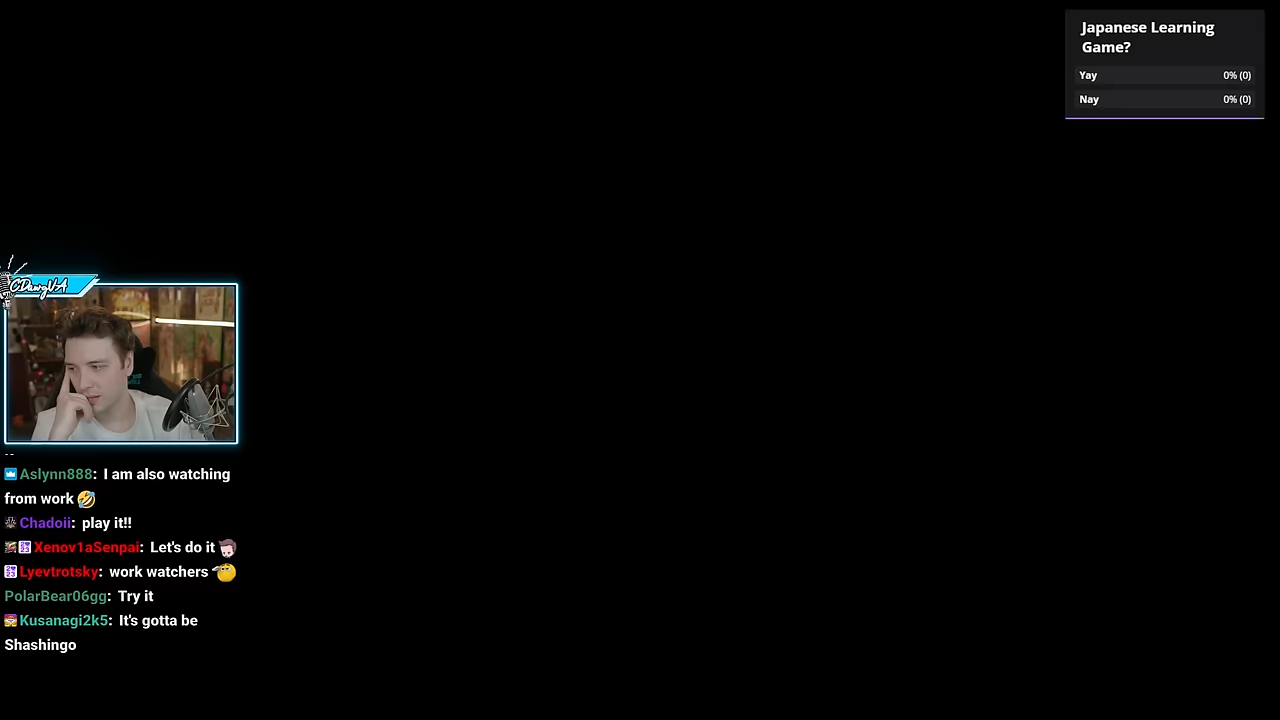 Japanese Learning
Game?
Yay 0% (0)
Nay 0% (0)
CDawgVA
Aslynn888: I am also watching
from work 🤣
Chadoii: play it!!
Xenov1aSenpai: Let's do it
Lyevtrotsky: work watchers
PolarBear06gg: Try it
Kusanagi2k5: It's gotta be
Shashingo